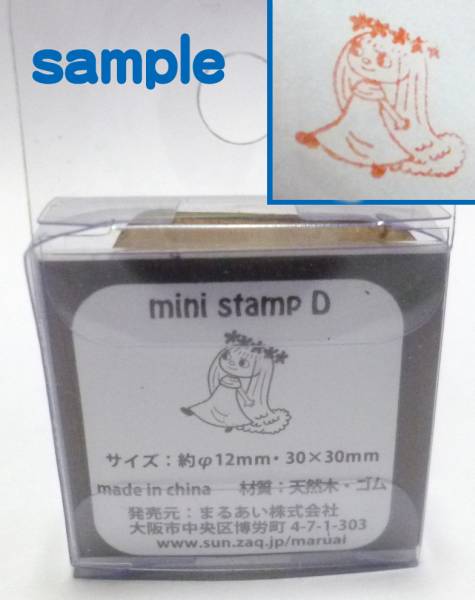 sample
mini stamp D
サイズ：約φ12mm・30×30mm
made in china 材質：天然木・ゴム
発売元：まるあい株式会社
大阪市中央区博労町 4-7-1-303
www.sun.zaq.jp/maruai